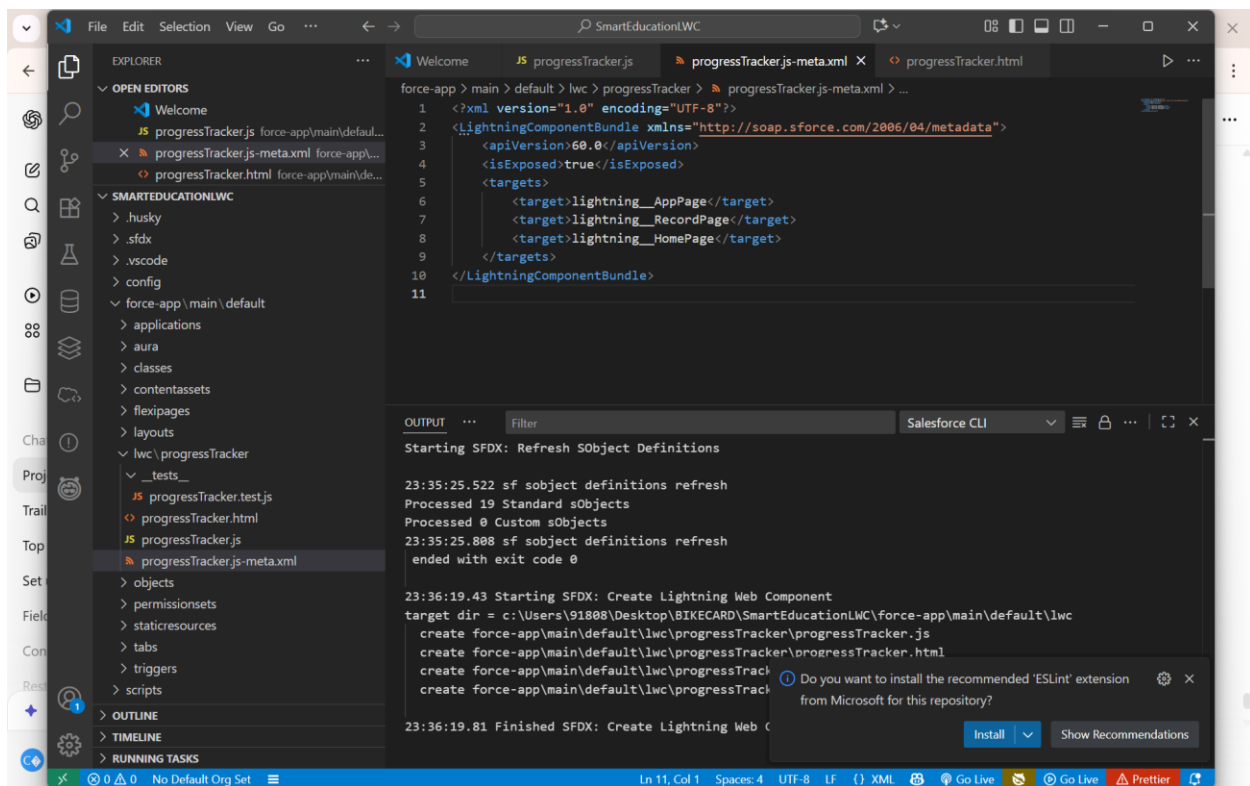 File Edit Selection View Go ··· SmartEducationLWC
EXPLORER ···
OPEN EDITORS
Welcome
JS progressTracker.js force-app\main\defaul...
progressTracker.js-meta.xml force-app\...
progressTracker.html force-app\main\de...
SMARTEDUCATIONLWC
.husky
.sfdx
.vscode
config
force-app\main\default
applications
aura
classes
contentassets
flexipages
layouts
lwc\progressTracker
__tests__
JS progressTracker.test.js
progressTracker.html
JS progressTracker.js
progressTracker.js-meta.xml
objects
permissionsets
staticresources
tabs
triggers
scripts
OUTLINE
TIMELINE
RUNNING TASKS
Welcome JS progressTracker.js progressTracker.js-meta.xml progressTracker.html
force-app > main > default > lwc > progressTracker > progressTracker.js-meta.xml > ...
1 <?xml version="1.0" encoding="UTF-8"?>
2 <LightningComponentBundle xmlns="http://soap.sforce.com/2006/04/metadata">
3 <apiVersion>60.0</apiVersion>
4 <isExposed>true</isExposed>
5 <targets>
6 <target>lightning__AppPage</target>
7 <target>lightning__RecordPage</target>
8 <target>lightning__HomePage</target>
9 </targets>
10 </LightningComponentBundle>
11
OUTPUT ··· Filter Salesforce CLI
Starting SFDX: Refresh SObject Definitions
23:35:25.522 sf sobject definitions refresh
Processed 19 Standard sObjects
Processed 0 Custom sObjects
23:35:25.808 sf sobject definitions refresh
ended with exit code 0
23:36:19.43 Starting SFDX: Create Lightning Web Component
target dir = c:\Users\91808\Desktop\BIKECARD\SmartEducationLWC\force-app\main\default\lwc
create force-app\main\default\lwc\progressTracker\progressTracker.js
create force-app\main\default\lwc\progressTracker\progressTracker.html
create force-app\main\default\lwc\progressTrack
create force-app\main\default\lwc\progressTrack
23:36:19.81 Finished SFDX: Create Lightning Web C
Do you want to install the recommended 'ESLint' extension
from Microsoft for this repository?
Install Show Recommendations
Cha
Proj
Trail
Top
Set
Field
Con
Rest
1
0 0 No Default Org Set Ln 11, Col 1 Spaces: 4 UTF-8 LF {} XML Go Live Go Live Prettier